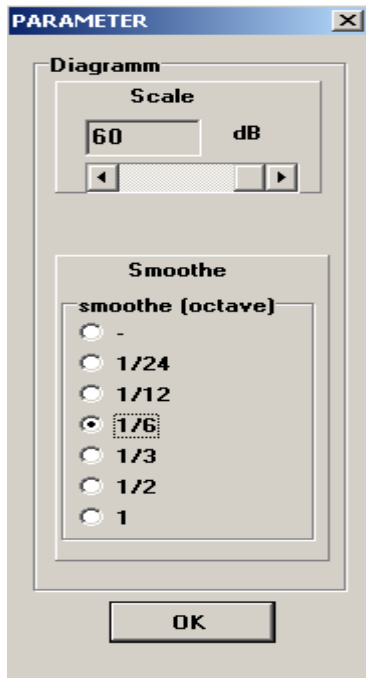 PARAMETER
Diagramm
Scale
60 dB
Smoothe
smoothe (octave)
-
1/24
1/12
1/6
1/3
1/2
1
OK